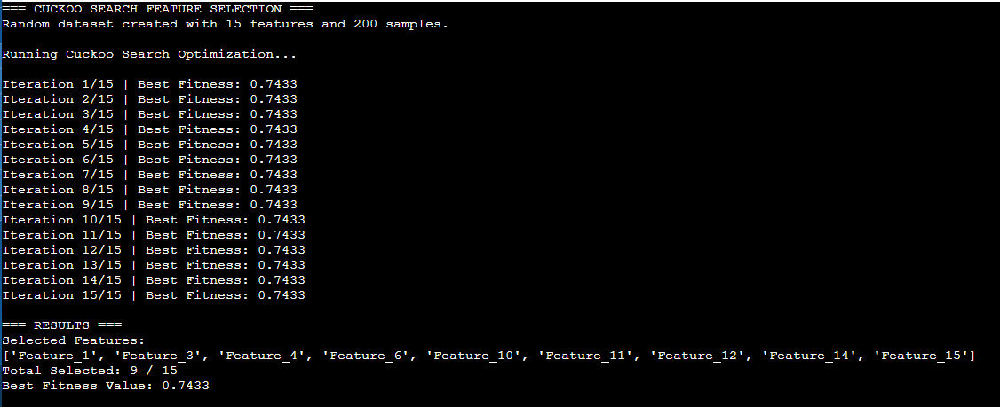 === CUCKOO SEARCH FEATURE SELECTION ===
Random dataset created with 15 features and 200 samples.
Running Cuckoo Search Optimization...
Iteration 1/15 | Best Fitness: 0.7433
Iteration 2/15 | Best Fitness: 0.7433
Iteration 3/15 | Best Fitness: 0.7433
Iteration 4/15 | Best Fitness: 0.7433
Iteration 5/15 | Best Fitness: 0.7433
Iteration 6/15 | Best Fitness: 0.7433
Iteration 7/15 | Best Fitness: 0.7433
Iteration 8/15 | Best Fitness: 0.7433
Iteration 9/15 | Best Fitness: 0.7433
Iteration 10/15 | Best Fitness: 0.7433
Iteration 11/15 | Best Fitness: 0.7433
Iteration 12/15 | Best Fitness: 0.7433
Iteration 13/15 | Best Fitness: 0.7433
Iteration 14/15 | Best Fitness: 0.7433
Iteration 15/15 | Best Fitness: 0.7433
=== RESULTS ===
Selected Features:
['Feature_1', 'Feature_3', 'Feature_4', 'Feature_6', 'Feature_10', 'Feature_11', 'Feature_12', 'Feature_14', 'Feature_15']
Total Selected: 9 / 15
Best Fitness Value: 0.7433